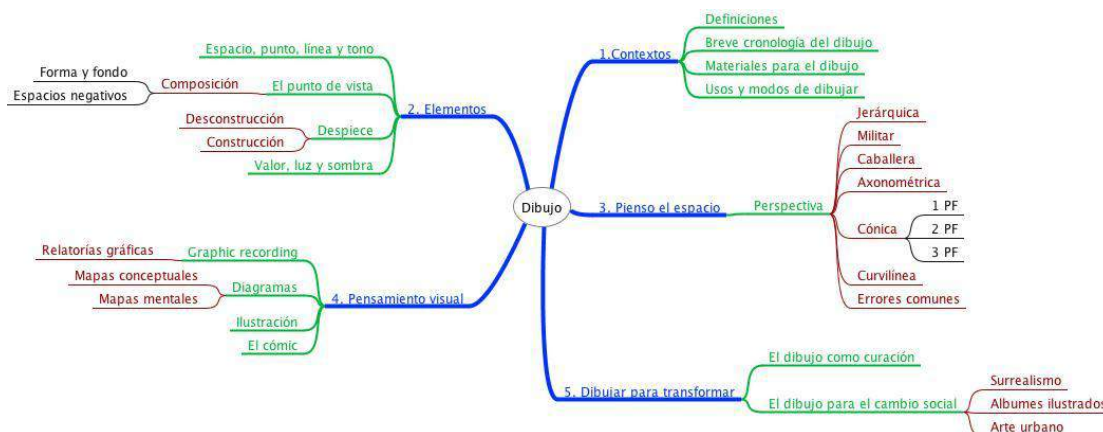 Dibujo
1.Contextos
Definiciones
Breve cronología del dibujo
Materiales para el dibujo
Usos y modos de dibujar
2. Elementos
Espacio, punto, línea y tono
El punto de vista
Composición
Forma y fondo
Espacios negativos
Despiece
Desconstrucción
Construcción
Valor, luz y sombra
3. Pienso el espacio
Perspectiva
Jerárquica
Militar
Caballera
Axonométrica
Cónica
1 PF
2 PF
3 PF
Curvilínea
Errores comunes
4. Pensamiento visual
Graphic recording
Relatorías gráficas
Diagramas
Mapas conceptuales
Mapas mentales
Ilustración
El cómic
5. Dibujar para transformar
El dibujo como curación
El dibujo para el cambio social
Surrealismo
Albumes ilustrados
Arte urbano